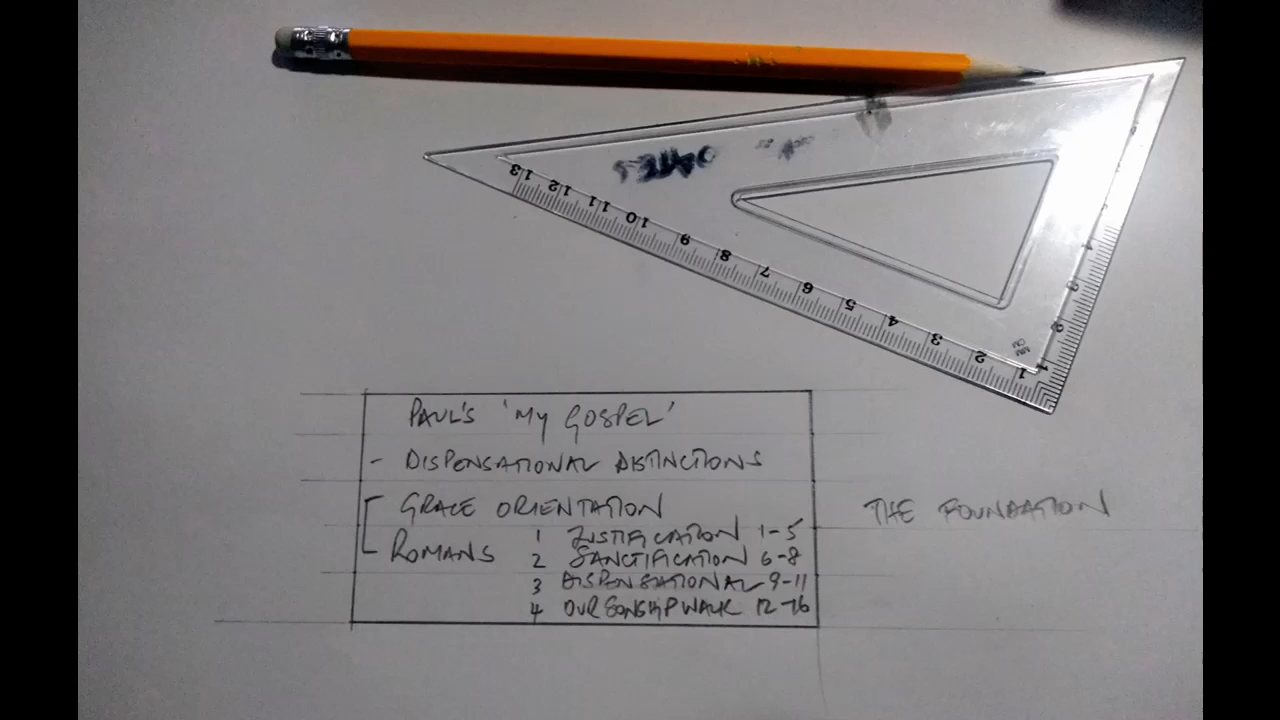 13 12 11 10 9 8 7 6 5 4 3 2 1
MM
CM
PAUL'S 'MY GOSPEL'
- DISPENSATIONAL DISTINCTIONS
GRACE ORIENTATION
THE FOUNDATION
1 JUSTIFICATION 1-5
ROMANS 2 SANCTIFICATION 6-8
3 DISPENSATIONAL 9-11
4 OUR SONSHIP WALK 12-16